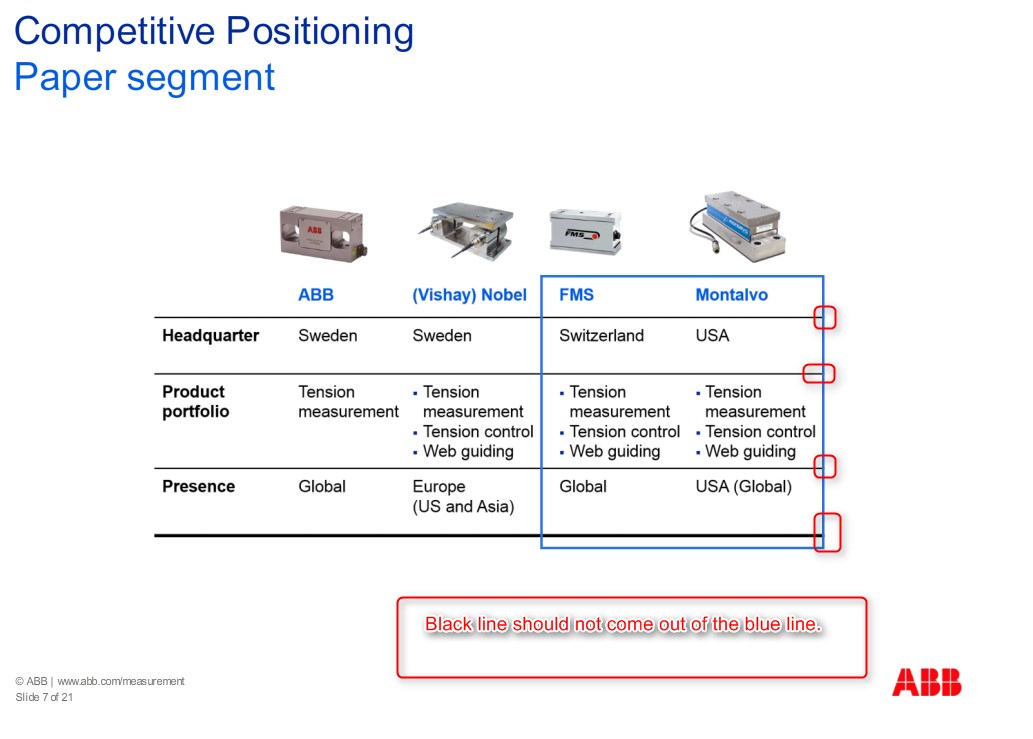 Competitive Positioning
Paper segment
ABB
FMS
ABB (Vishay) Nobel FMS Montalvo
Headquarter Sweden Sweden Switzerland USA
Product Tension ▪ Tension ▪ Tension ▪ Tension
portfolio measurement measurement measurement measurement
▪ Tension control ▪ Tension control ▪ Tension control
▪ Web guiding ▪ Web guiding ▪ Web guiding
Presence Global Europe Global USA (Global)
(US and Asia)
Black line should not come out of the blue line.
© ABB | www.abb.com/measurement
Slide 7 of 21
ABB